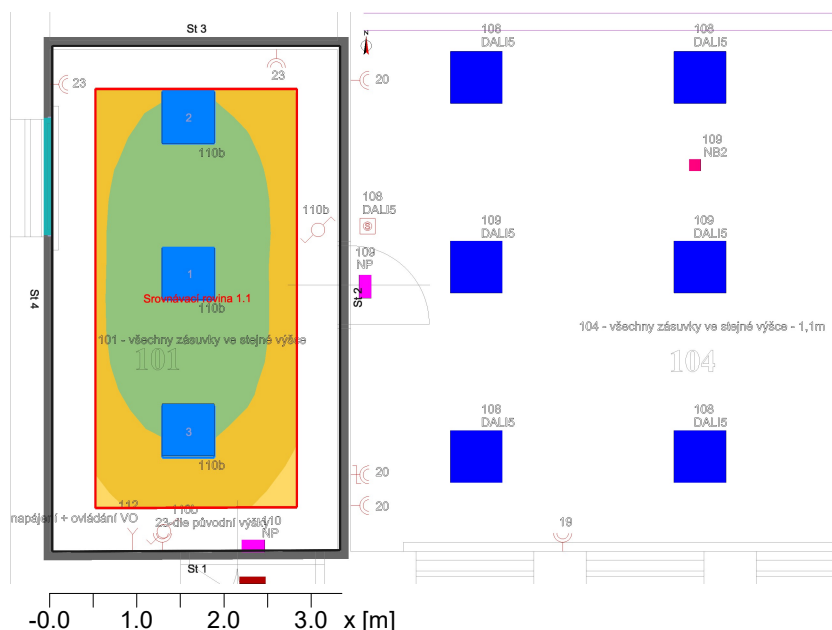 St 3
23
23
2
110b
110b
108
DALI5
109
NP
St 2
1
Srovnávací rovina 1.1
110b
St 4
101 - všechny zásuvky ve stejné výšce
101
3
110b
112
110b
napájení + ovládání VO
23-dle původní výšky
110
NP
St 1
-0.0 1.0 2.0 3.0 x [m]
20
108
DALI5
108
DALI5
109
NB2
S
109
DALI5
109
DALI5
104 - všechny zásuvky ve stejné výšce - 1,1m
104
108
DALI5
108
DALI5
20
20
19